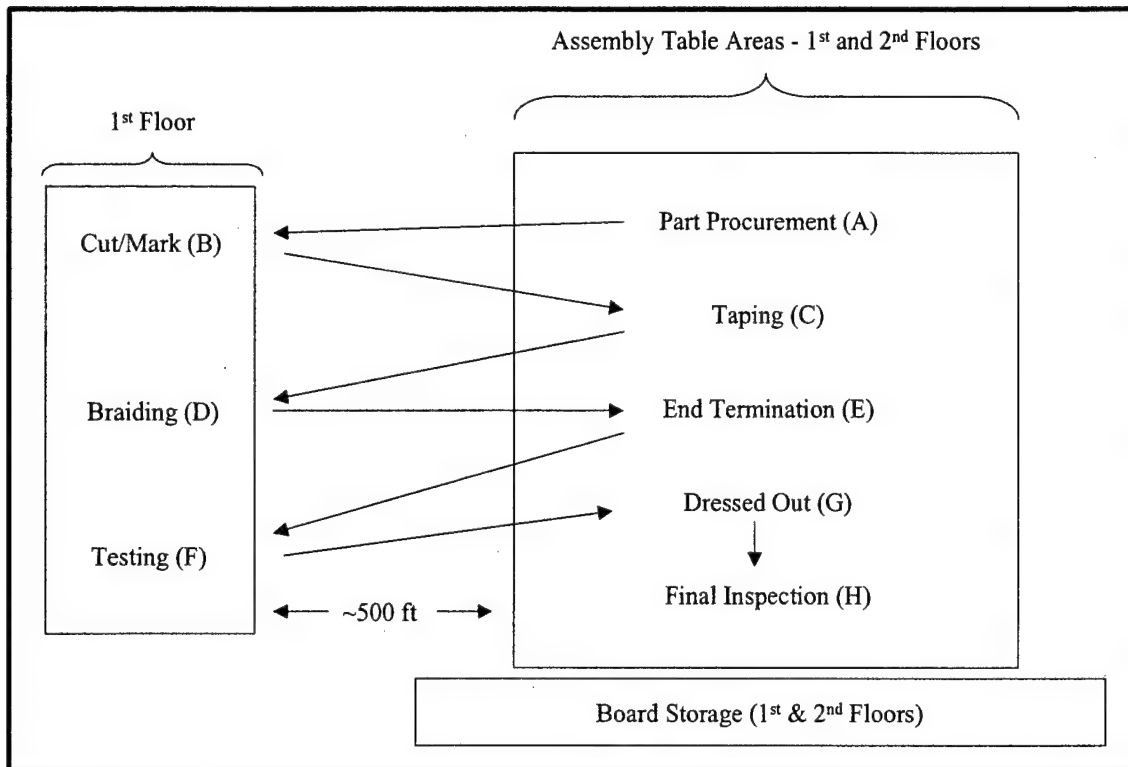 Assembly Table Areas - 1st and 2nd Floors
1st Floor
Part Procurement (A)
Cut/Mark (B)
Taping (C)
Braiding (D)
End Termination (E)
Dressed Out (G)
Testing (F)
Final Inspection (H)
~500 ft
Board Storage (1st & 2nd Floors)